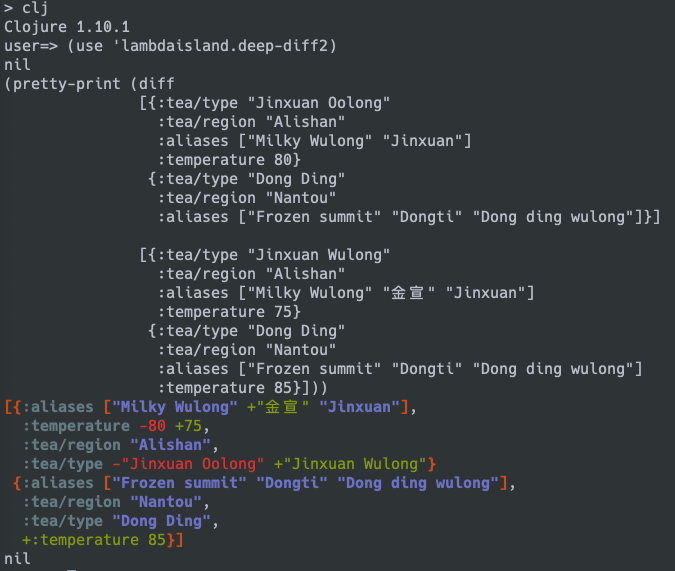 > clj
Clojure 1.10.1
user=> (use 'lambdaisland.deep-diff2)
nil
(pretty-print (diff
               [{:tea/type "Jinxuan Oolong"
                 :tea/region "Alishan"
                 :aliases ["Milky Wulong" "Jinxuan"]
                 :temperature 80}
                {:tea/type "Dong Ding"
                 :tea/region "Nantou"
                 :aliases ["Frozen summit" "Dongti" "Dong ding wulong"]}]

               [{:tea/type "Jinxuan Wulong"
                 :tea/region "Alishan"
                 :aliases ["Milky Wulong" "金宣" "Jinxuan"]
                 :temperature 75}
                {:tea/type "Dong Ding"
                 :tea/region "Nantou"
                 :aliases ["Frozen summit" "Dongti" "Dong ding wulong"]
                 :temperature 85}]))
[{:aliases ["Milky Wulong" +"金宣" "Jinxuan"],
  :temperature -80 +75,
  :tea/region "Alishan",
  :tea/type -"Jinxuan Oolong" +"Jinxuan Wulong"}
 {:aliases ["Frozen summit" "Dongti" "Dong ding wulong"],
  :tea/region "Nantou",
  :tea/type "Dong Ding",
  +:temperature 85}]
nil